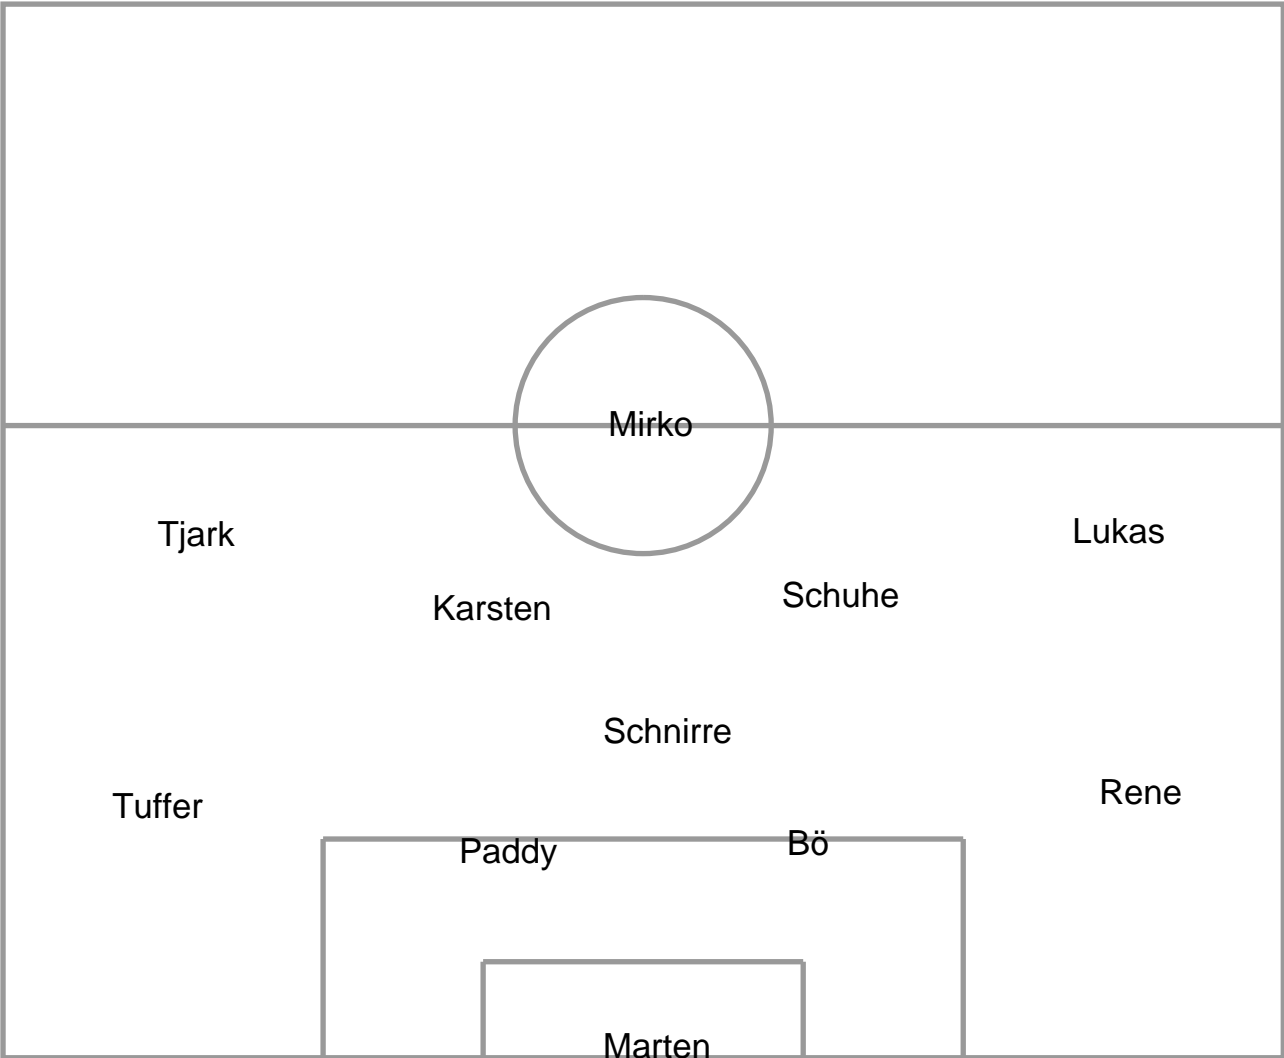 Mirko
Tjark
Lukas
Karsten
Schuhe
Schnirre
Tuffer
Rene
Paddy
Bö
Marten